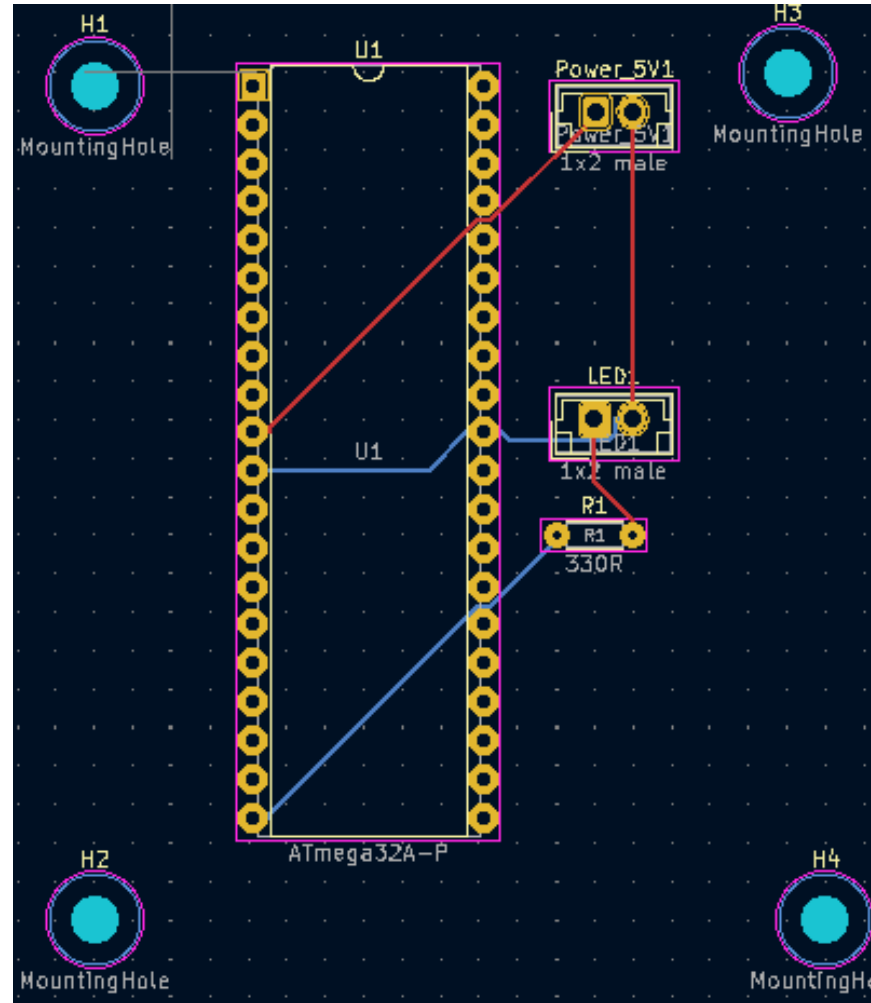 H1
H3
U1
Power_5V1
MountingHole
Power_5V1
MountingHole
1x2 male
LED1
U1
LED1
1x2 male
R1
R1
330R
ATmega32A-P
H2
H4
MountingHole
MountingHo